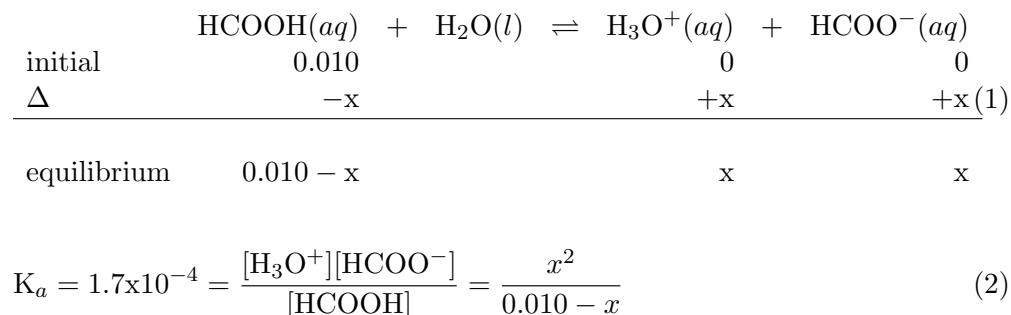 HCOOH(aq) + H₂O(l) ⇌ H₃O⁺(aq) + HCOO⁻(aq)
initial 0.010 0 0
Δ −x +x +x (1)
equilibrium 0.010 − x x x
Kₐ = 1.7x10⁻⁴ = [H₃O⁺][HCOO⁻] / [HCOOH] = x² / 0.010 − x (2)